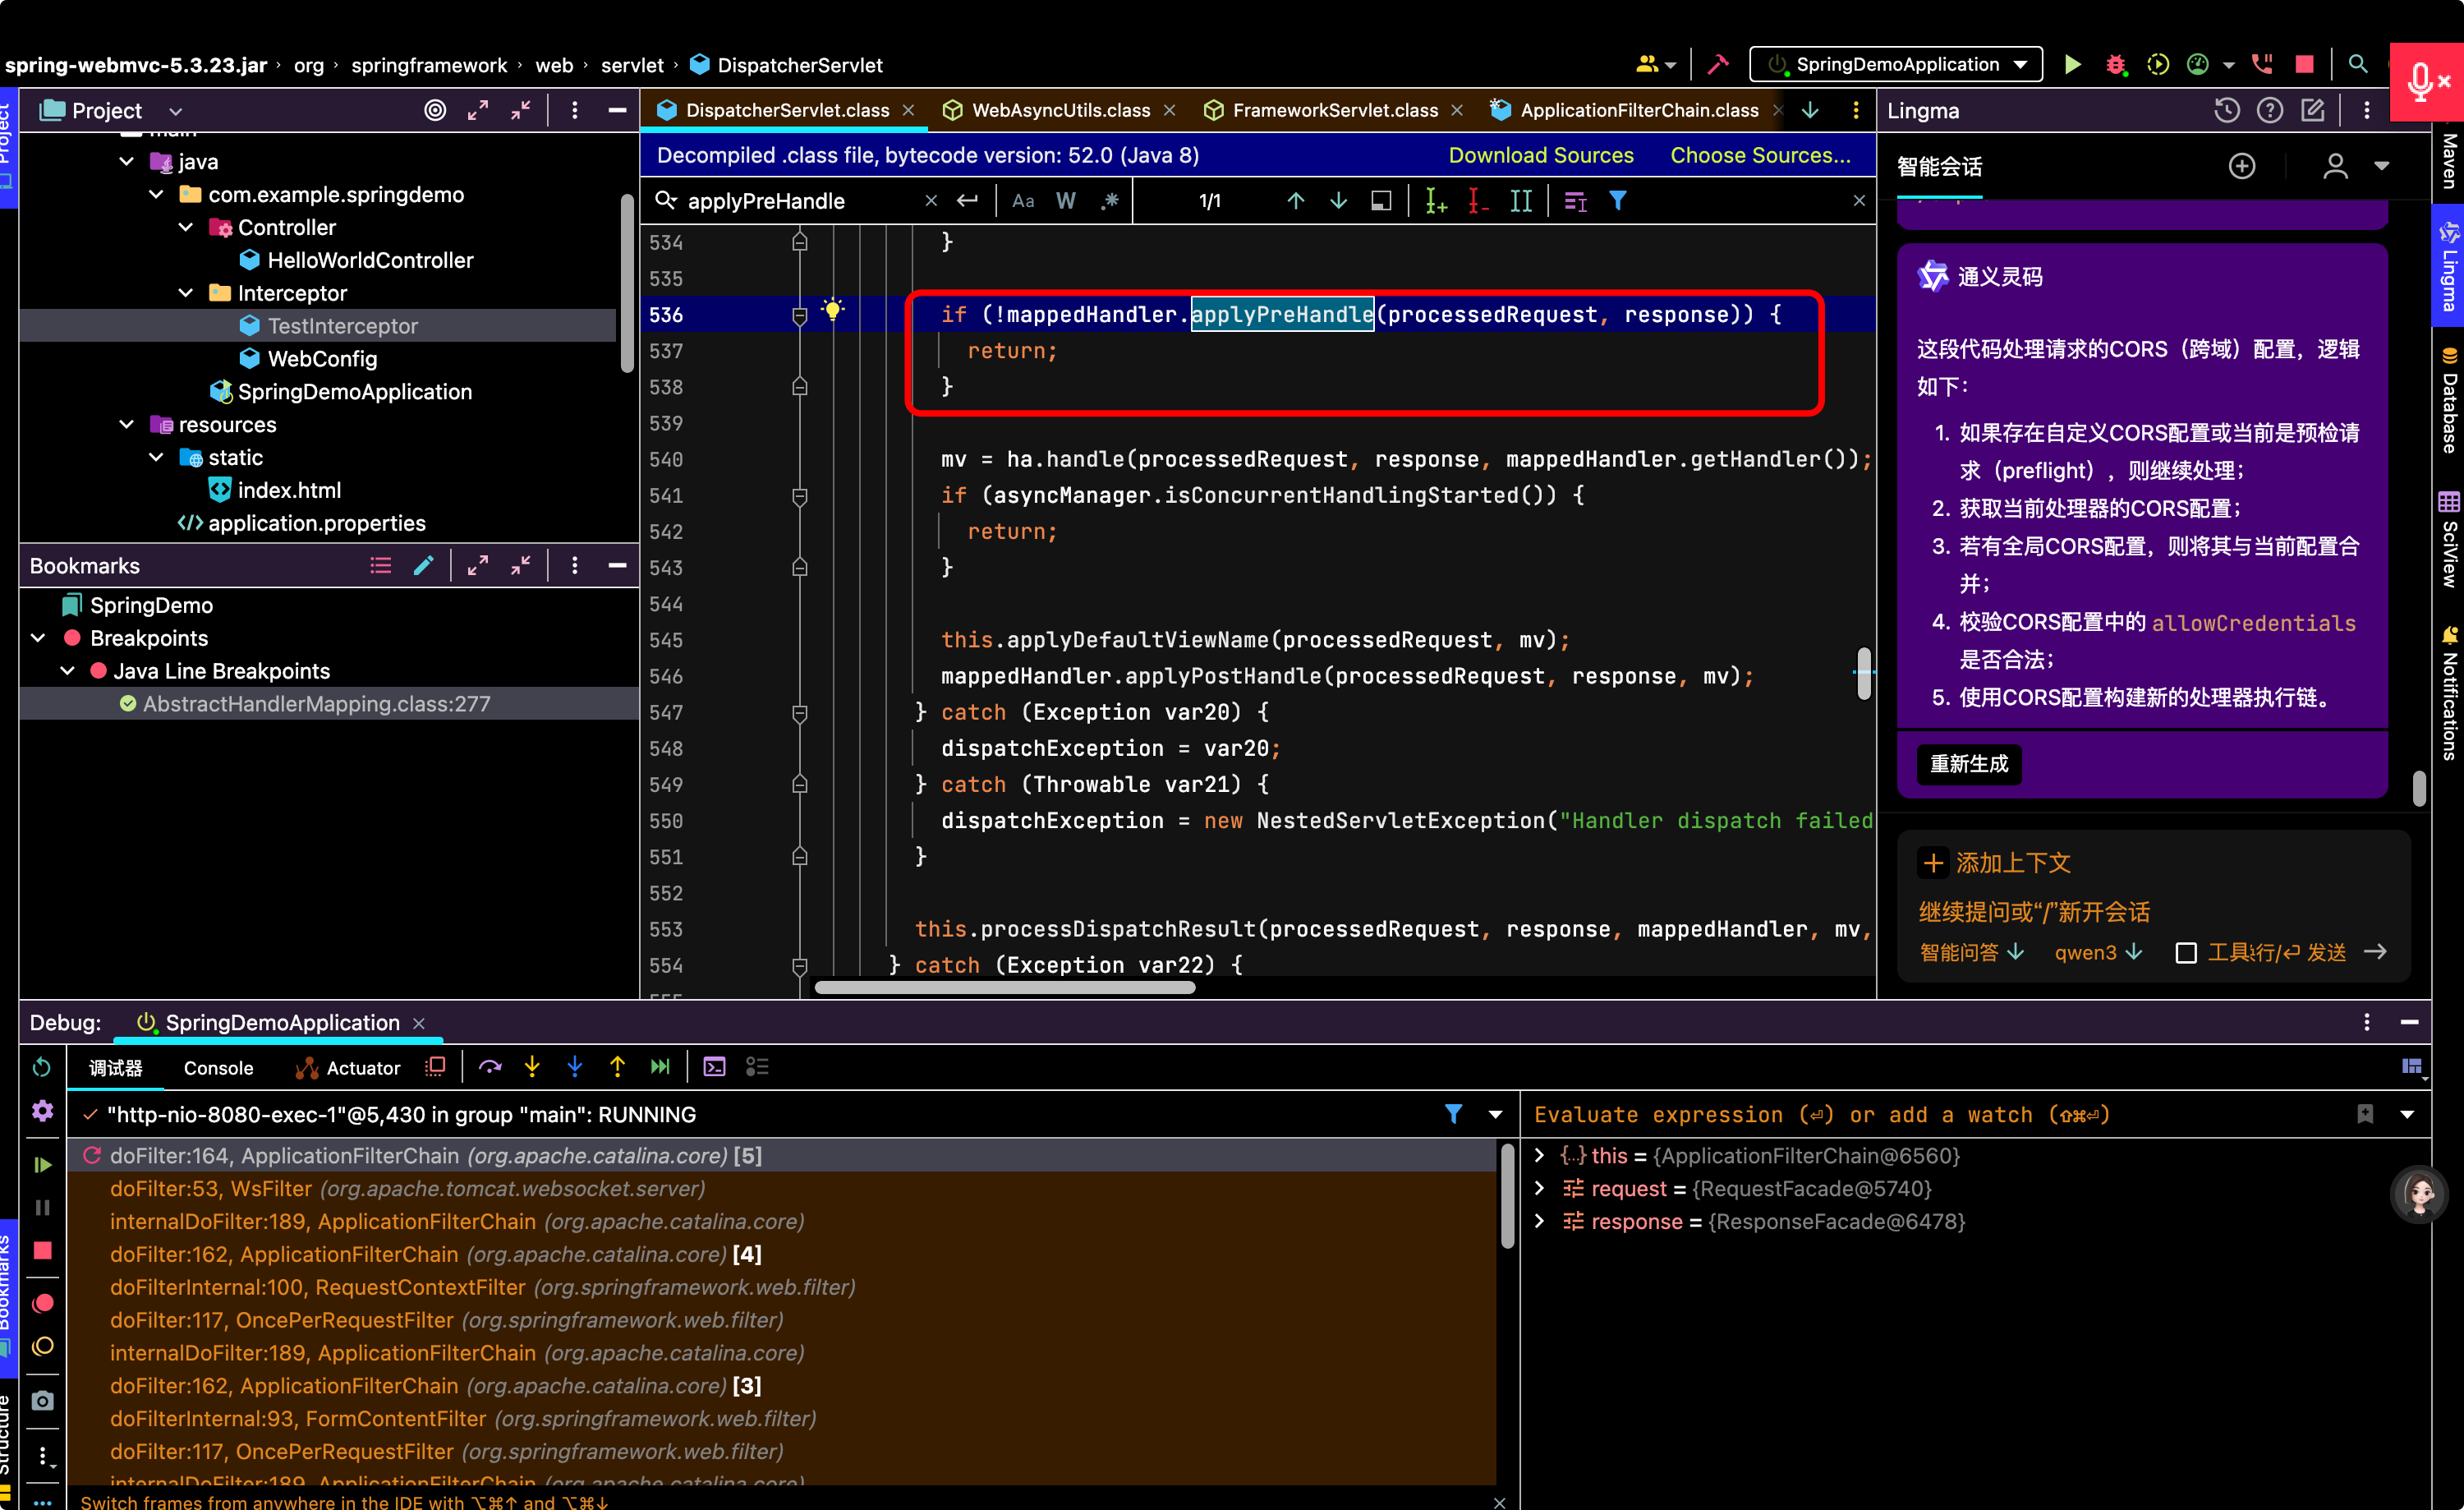 spring-webmvc-5.3.23.jar › org › springframework › web › servlet › DispatcherServlet
SpringDemoApplication
Project
main
java
com.example.springdemo
Controller
HelloWorldController
Interceptor
TestInterceptor
WebConfig
SpringDemoApplication
resources
static
index.html
application.properties
Bookmarks
SpringDemo
Breakpoints
Java Line Breakpoints
AbstractHandlerMapping.class:277
Project
Bookmarks
Structure
DispatcherServlet.class
WebAsyncUtils.class
FrameworkServlet.class
ApplicationFilterChain.class
Decompiled .class file, bytecode version: 52.0 (Java 8)
Download Sources
Choose Sources...
applyPreHandle
Aa
W
.*
1/1
534 }
535
536 if (!mappedHandler.applyPreHandle(processedRequest, response)) {
537 return;
538 }
539
540 mv = ha.handle(processedRequest, response, mappedHandler.getHandler());
541 if (asyncManager.isConcurrentHandlingStarted()) {
542 return;
543 }
544
545 this.applyDefaultViewName(processedRequest, mv);
546 mappedHandler.applyPostHandle(processedRequest, response, mv);
547 } catch (Exception var20) {
548 dispatchException = var20;
549 } catch (Throwable var21) {
550 dispatchException = new NestedServletException("Handler dispatch failed
551 }
552
553 this.processDispatchResult(processedRequest, response, mappedHandler, mv,
554 } catch (Exception var22) {
Lingma
智能会话
通义灵码
这段代码处理请求的CORS（跨域）配置，逻辑
如下：
1. 如果存在自定义CORS配置或当前是预检请
求（preflight），则继续处理；
2. 获取当前处理器的CORS配置；
3. 若有全局CORS配置，则将其与当前配置合
并；
4. 校验CORS配置中的 allowCredentials
是否合法；
5. 使用CORS配置构建新的处理器执行链。
重新生成
添加上下文
继续提问或“/”新开会话
智能问答
qwen3
发送
Maven
Lingma
Database
SciView
Notifications
Debug:
SpringDemoApplication
调试器
Console
Actuator
"http-nio-8080-exec-1"@5,430 in group "main": RUNNING
doFilter:164, ApplicationFilterChain (org.apache.catalina.core) [5]
doFilter:53, WsFilter (org.apache.tomcat.websocket.server)
internalDoFilter:189, ApplicationFilterChain (org.apache.catalina.core)
doFilter:162, ApplicationFilterChain (org.apache.catalina.core) [4]
doFilterInternal:100, RequestContextFilter (org.springframework.web.filter)
doFilter:117, OncePerRequestFilter (org.springframework.web.filter)
internalDoFilter:189, ApplicationFilterChain (org.apache.catalina.core)
doFilter:162, ApplicationFilterChain (org.apache.catalina.core) [3]
doFilterInternal:93, FormContentFilter (org.springframework.web.filter)
doFilter:117, OncePerRequestFilter (org.springframework.web.filter)
internalDoFilter:189, ApplicationFilterChain (org.apache.catalina.core)
Switch frames from anywhere in the IDE with ⌥⌘↑ and ⌥⌘↓
Evaluate expression (⏎) or add a watch (⇧⌘⏎)
this = {ApplicationFilterChain@6560}
request = {RequestFacade@5740}
response = {ResponseFacade@6478}